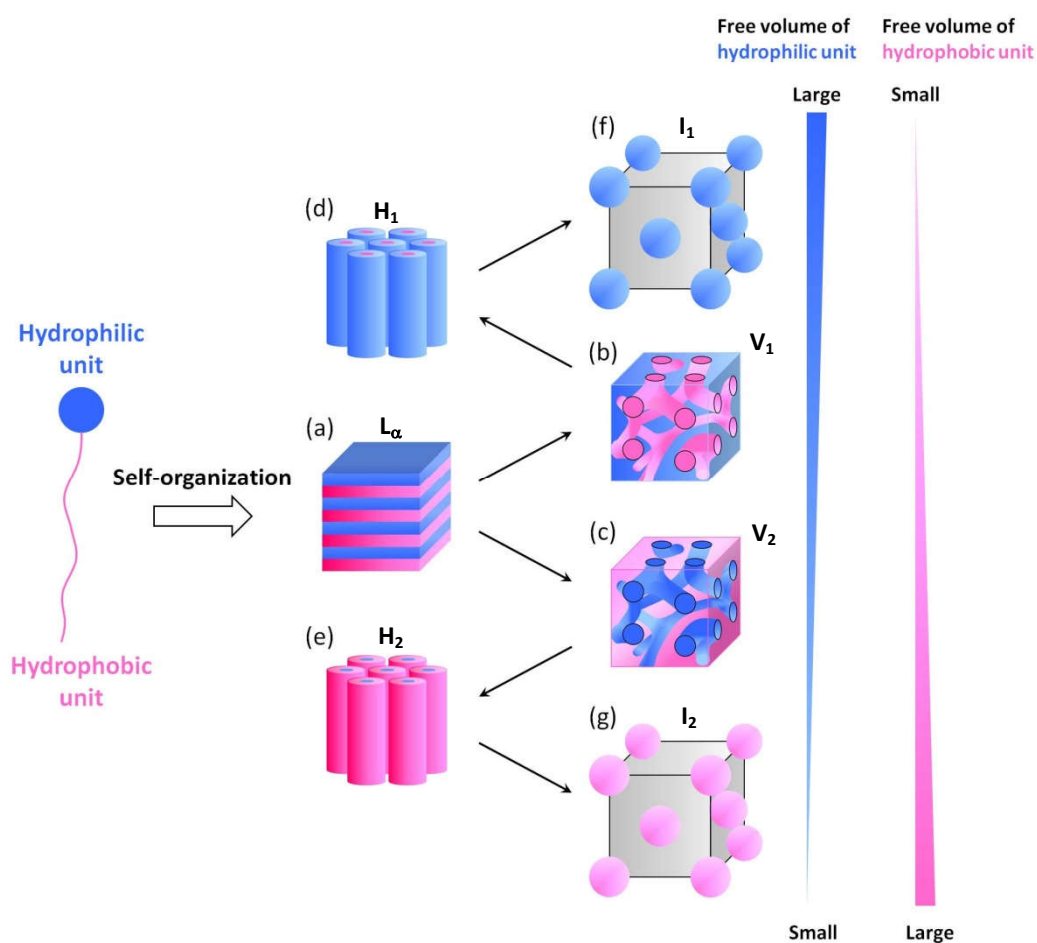 Free volume of
hydrophilic unit
Free volume of
hydrophobic unit
Large
Small
(f)
I₁
(d)
H₁
Hydrophilic
unit
(b)
V₁
(a)
Lα
Self-organization
(c)
V₂
(e)
H₂
Hydrophobic
unit
(g)
I₂
Small
Large